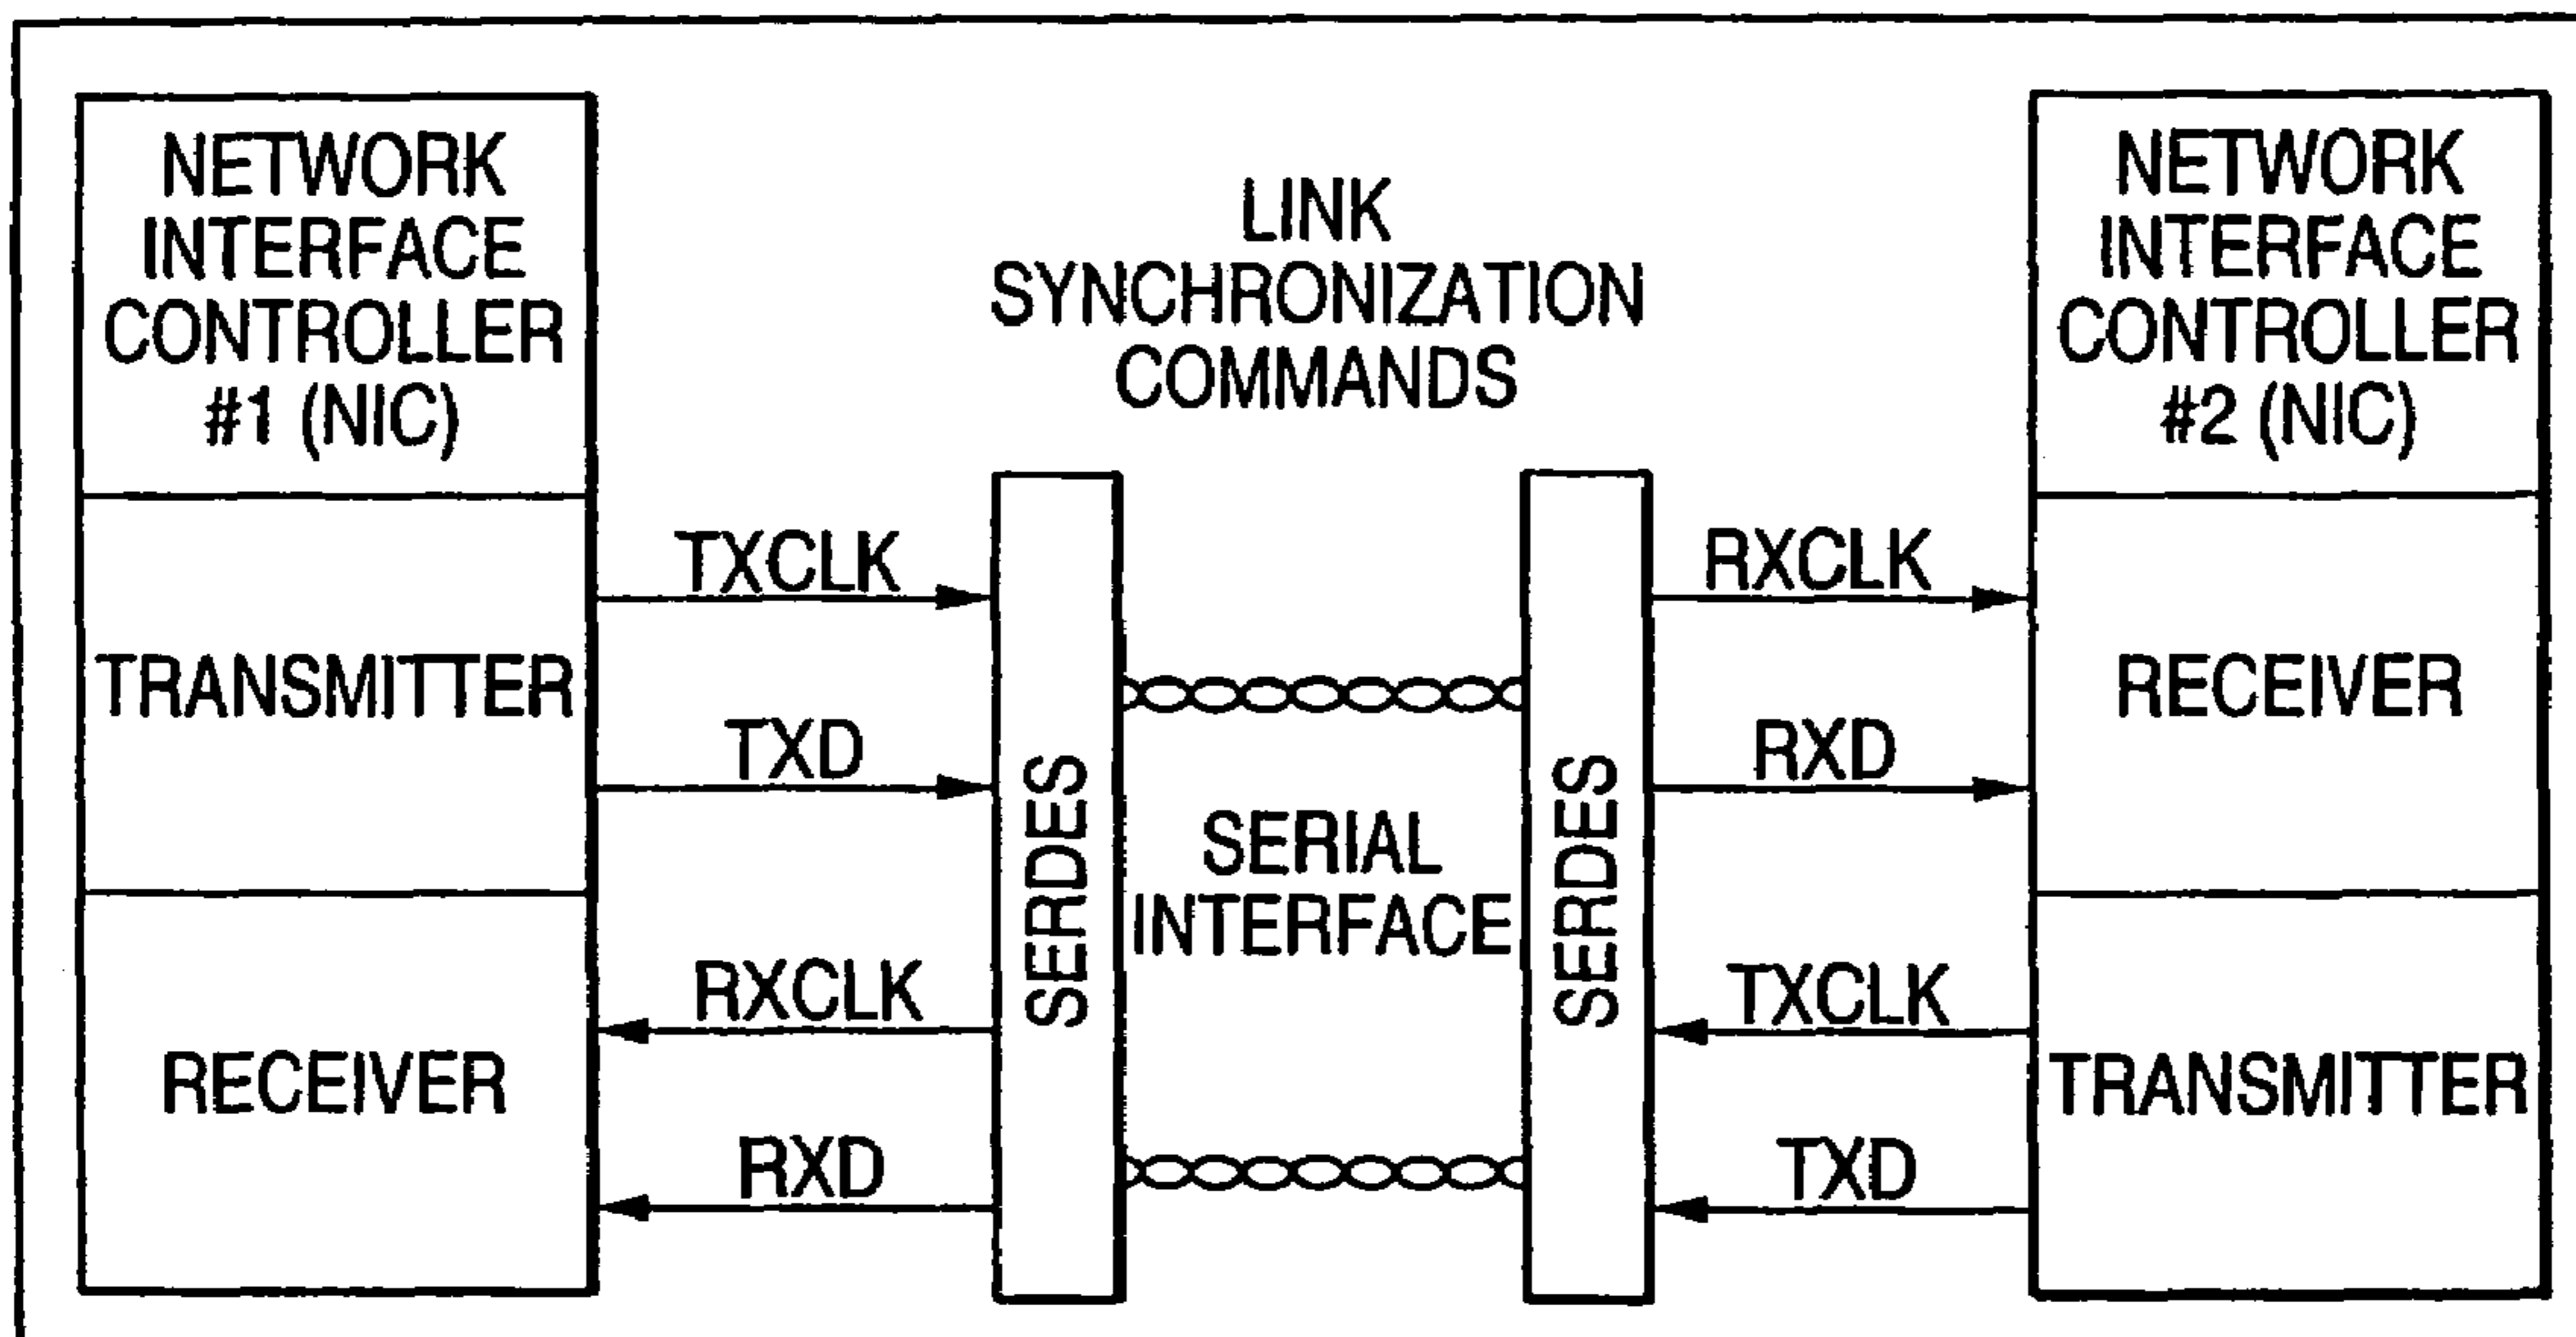 NETWORK
INTERFACE
CONTROLLER
#1 (NIC)
TRANSMITTER
RECEIVER
TXCLK
TXD
RXCLK
RXD
LINK
SYNCHRONIZATION
COMMANDS
SERDES
SERIAL
INTERFACE
SERDES
RXCLK
RXD
TXCLK
TXD
NETWORK
INTERFACE
CONTROLLER
#2 (NIC)
RECEIVER
TRANSMITTER